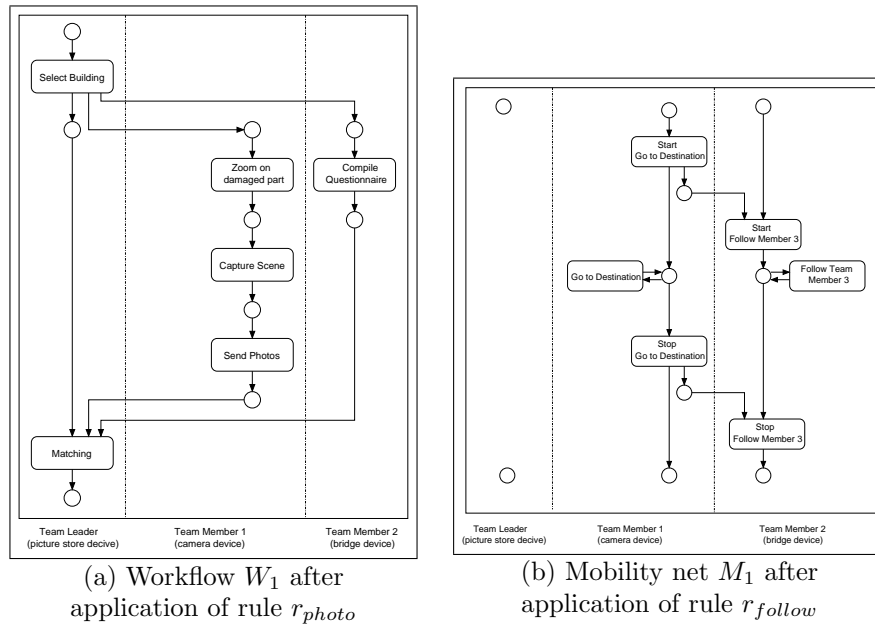 Select Building
Zoom on
damaged part
Compile
Questionnaire
Capture Scene
Send Photos
Matching
Team Leader
(picture store decive)
Team Member 1
(camera device)
Team Member 2
(bridge device)
(a) Workflow W1 after
application of rule rphoto
Start
Go to Destination
Start
Follow Member 3
Go to Destination
Follow Team
Member 3
Stop
Go to Destination
Stop
Follow Member 3
Team Leader
(picture store decive)
Team Member 1
(camera device)
Team Member 2
(bridge device)
(b) Mobility net M1 after
application of rule rfollow